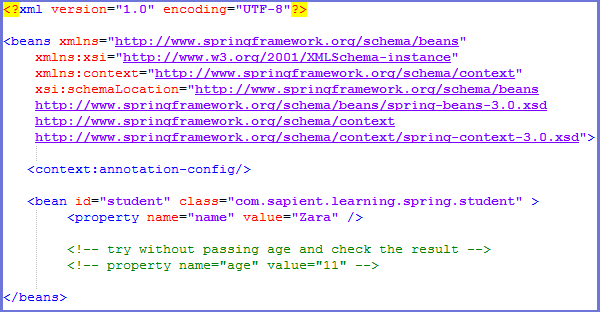 <?xml version="1.0" encoding="UTF-8"?>
<beans xmlns="http://www.springframework.org/schema/beans"
xmlns:xsi="http://www.w3.org/2001/XMLSchema-instance"
xmlns:context="http://www.springframework.org/schema/context"
xsi:schemaLocation="http://www.springframework.org/schema/beans
http://www.springframework.org/schema/beans/spring-beans-3.0.xsd
http://www.springframework.org/schema/context
http://www.springframework.org/schema/context/spring-context-3.0.xsd">
<context:annotation-config/>
<bean id="student" class="com.sapient.learning.spring.student" >
<property name="name" value="Zara" />
<!-- try without passing age and check the result -->
<!-- property name="age" value="11" -->
</beans>